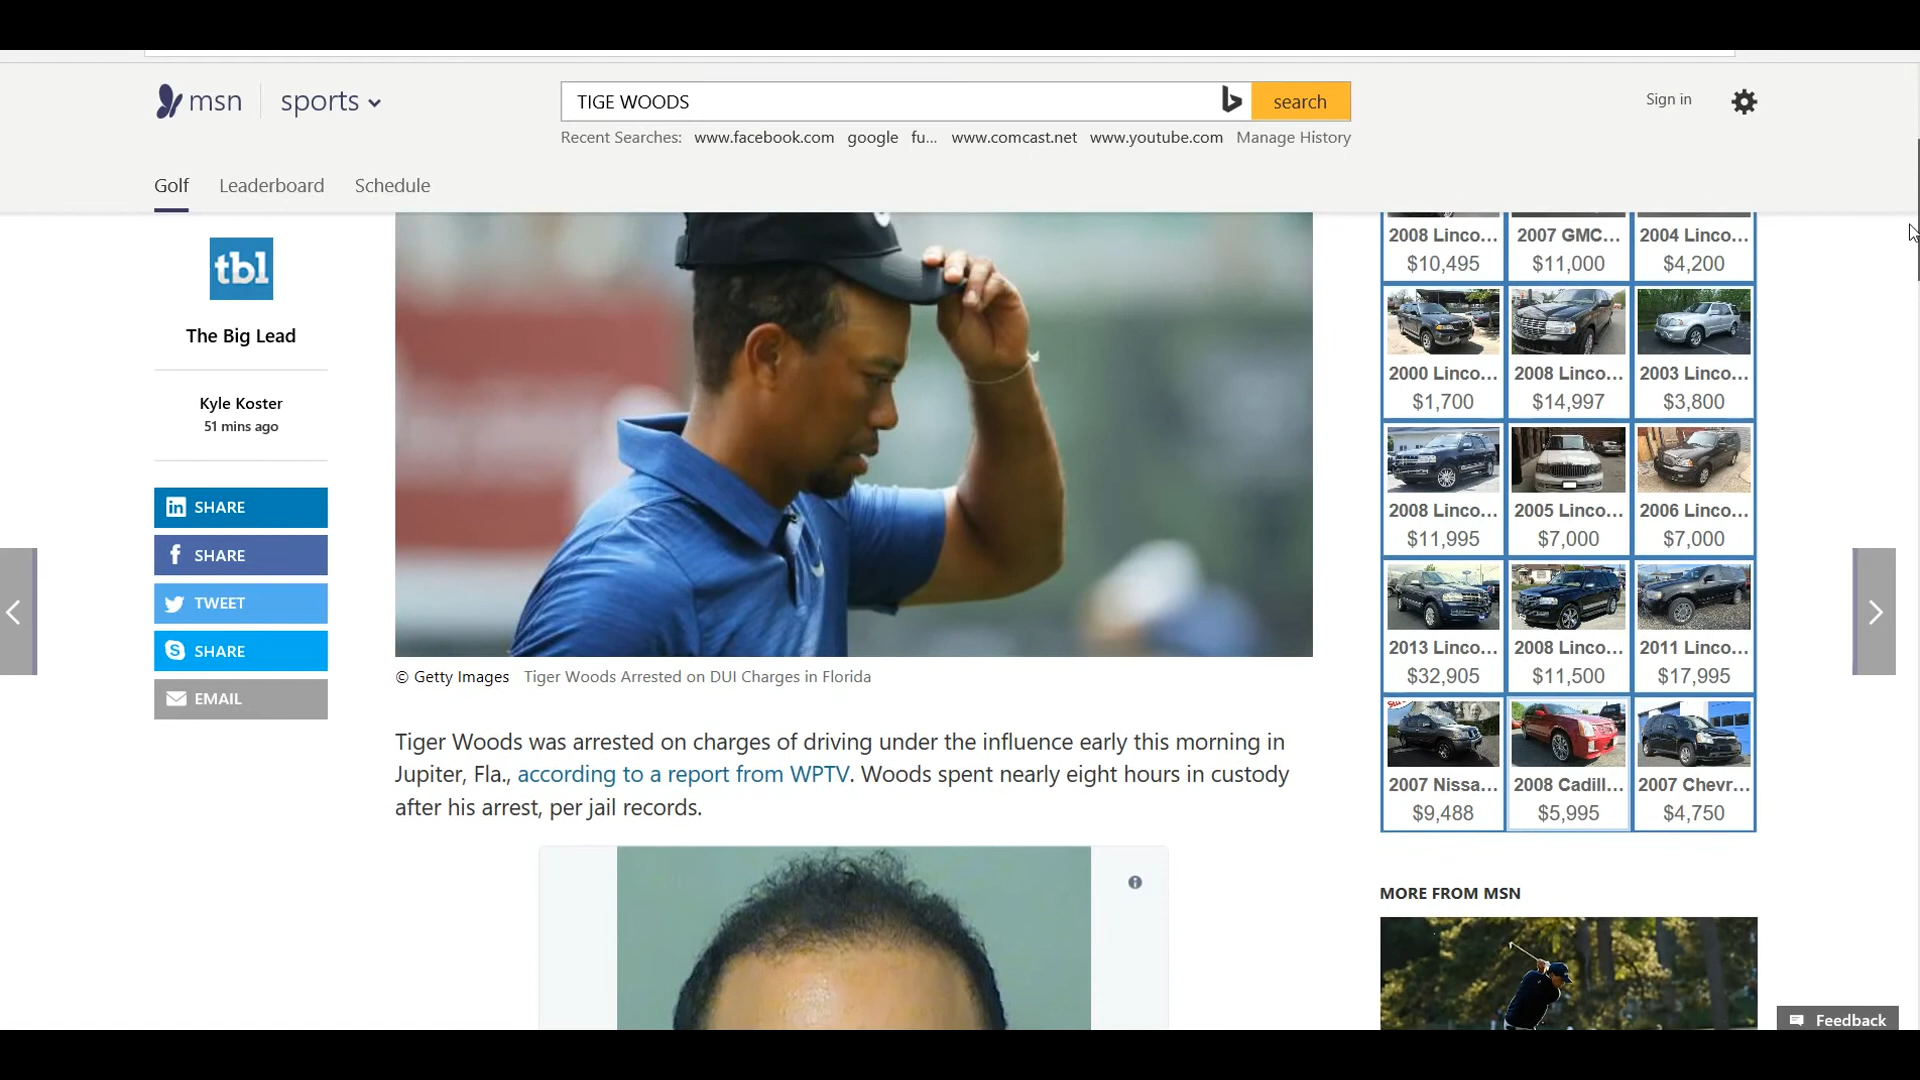 msn
sports
TIGE WOODS
search
Sign in
Recent Searches: www.facebook.com google fu... www.comcast.net www.youtube.com Manage History
Golf Leaderboard Schedule
tbl
The Big Lead
Kyle Koster
51 mins ago
in SHARE
f SHARE
TWEET
S SHARE
EMAIL
© Getty Images Tiger Woods Arrested on DUI Charges in Florida
Tiger Woods was arrested on charges of driving under the influence early this morning in
Jupiter, Fla., according to a report from WPTV. Woods spent nearly eight hours in custody
after his arrest, per jail records.
2008 Linco... 2007 GMC... 2004 Linco...
$10,495 $11,000 $4,200
2000 Linco... 2008 Linco... 2003 Linco...
$1,700 $14,997 $3,800
2008 Linco... 2005 Linco... 2006 Linco...
$11,995 $7,000 $7,000
2013 Linco... 2008 Linco... 2011 Linco...
$32,905 $11,500 $17,995
2007 Nissa... 2008 Cadill... 2007 Chevr...
$9,488 $5,995 $4,750
MORE FROM MSN
Feedback